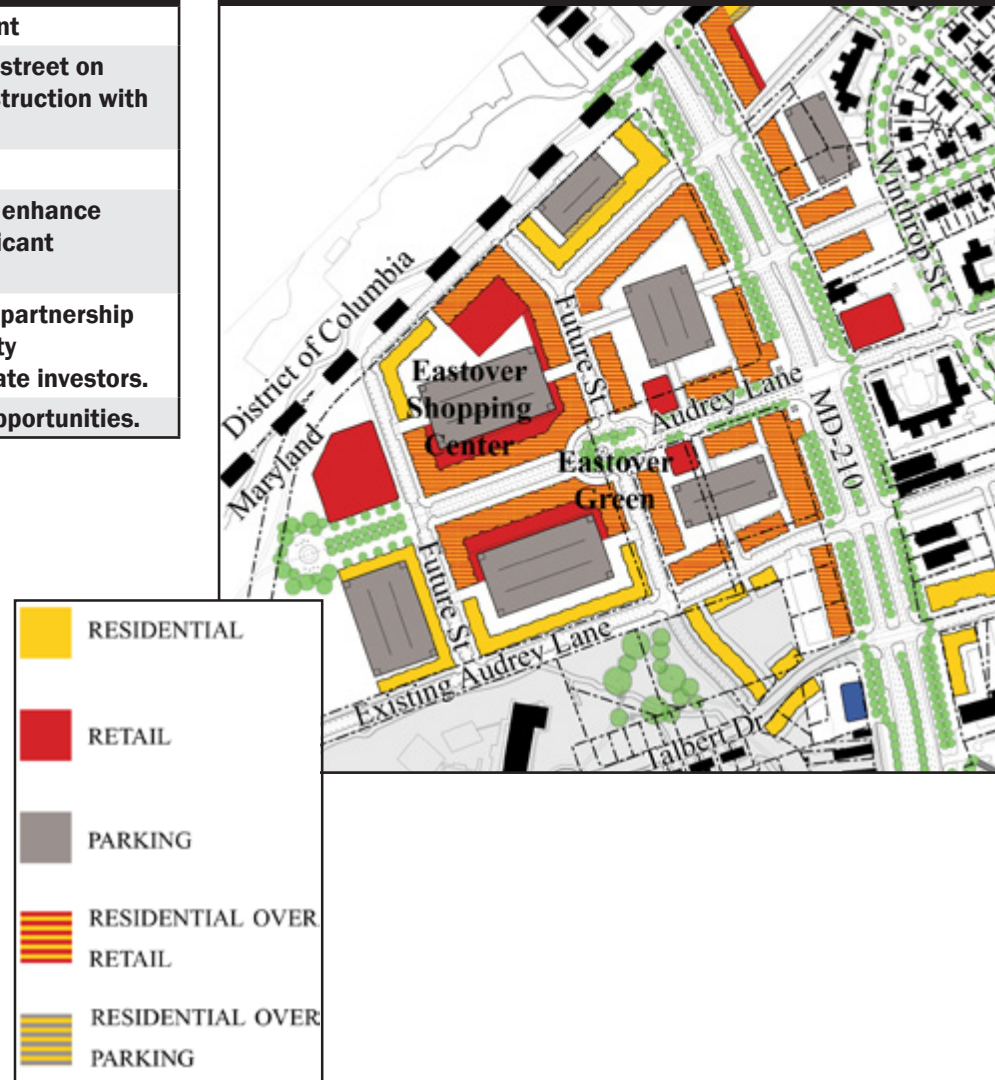 nt
street on
struction with
enhance
icant
partnership
ty
ate investors.
pportunities.
District of Columbia
Maryland
Winthrop St
Future St.
Eastover
Shopping
Center
Audrey Lane
MD-210
Eastover
Green
Future St.
Existing Audrey Lane
Talbert Dr
RESIDENTIAL
RETAIL
PARKING
RESIDENTIAL OVER
RETAIL
RESIDENTIAL OVER
PARKING